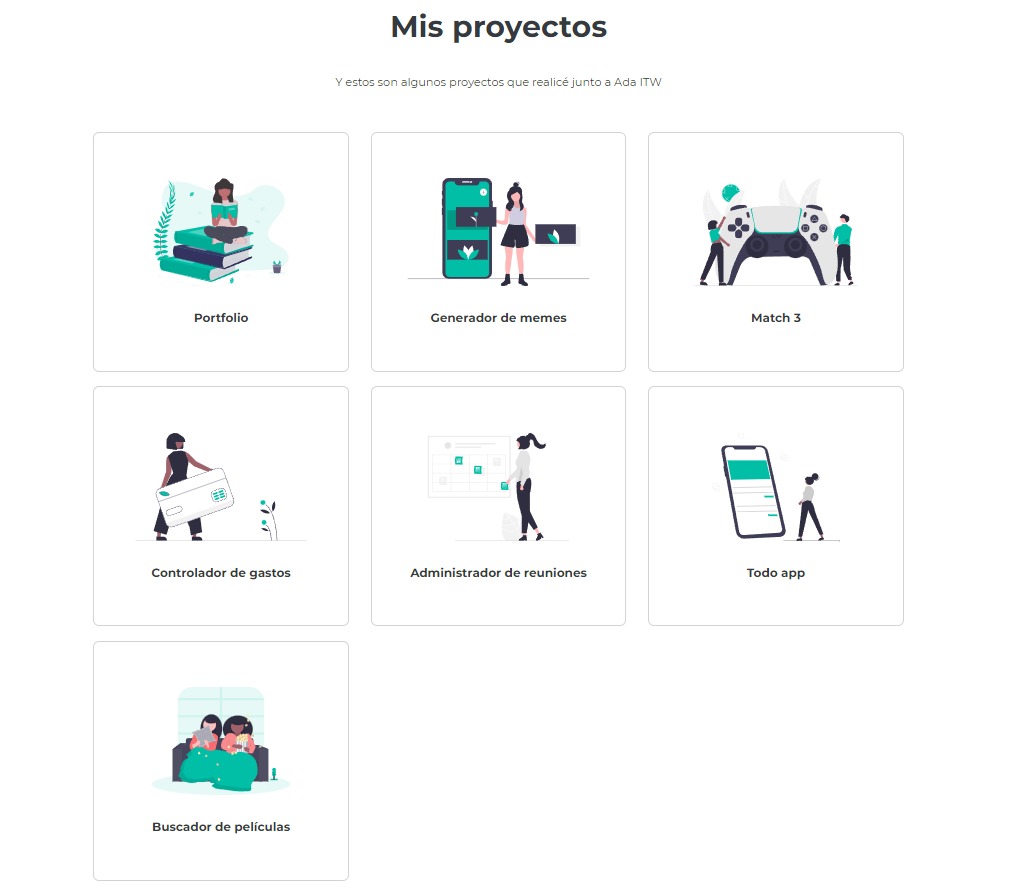 Mis proyectos
Y estos son algunos proyectos que realicé junto a Ada ITW
Portfolio
Generador de memes
Match 3
Controlador de gastos
Administrador de reuniones
Todo app
Buscador de películas